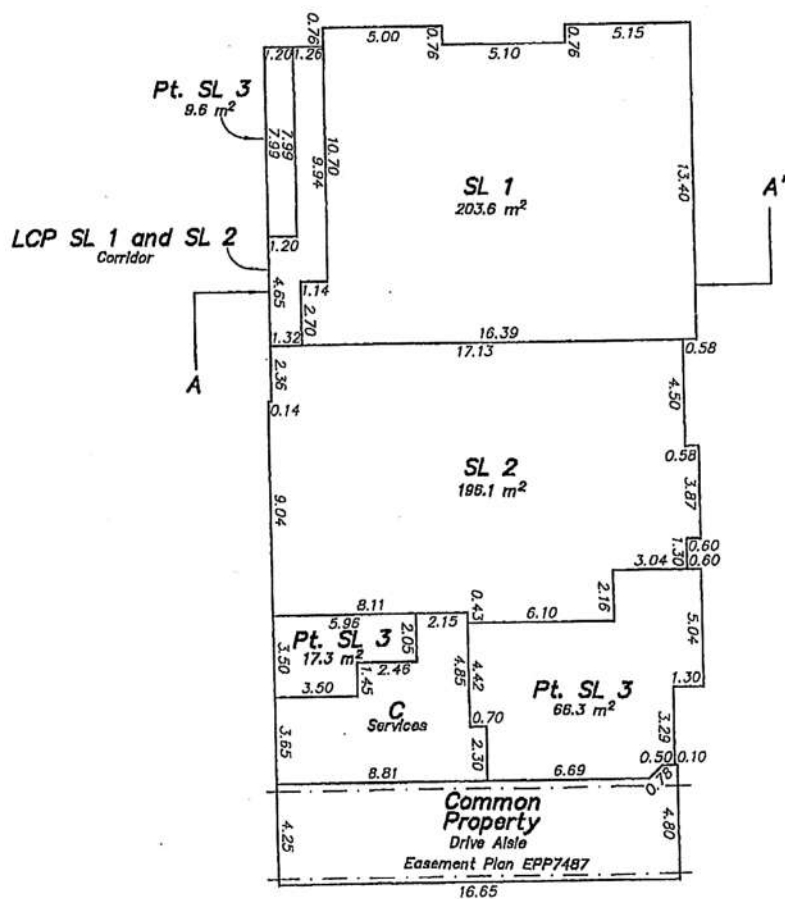 0.76
5.00
0.76
5.10
0.76
5.15
1.20
1.26
Pt. SL 3
9.6 m²
7.99
7.99
9.94
10.70
SL 1
203.6 m²
13.40
A'
LCP SL 1 and SL 2
Corridor
1.20
4.65
1.14
2.70
1.32
16.39
17.13
0.58
A
2.36
0.14
4.50
0.58
SL 2
196.1 m²
3.87
9.04
1.30
0.60
0.60
3.04
2.16
8.11
0.43
6.10
5.96
2.15
2.05
Pt. SL 3
17.3 m²
3.50
2.46
1.45
3.50
4.85
4.42
5.04
1.30
Pt. SL 3
66.3 m²
C
Services
0.70
3.29
3.65
2.30
0.50
0.10
8.81
6.69
0.78
Common
Property
Drive Aisle
4.25
4.80
Easement Plan EPP7487
16.65